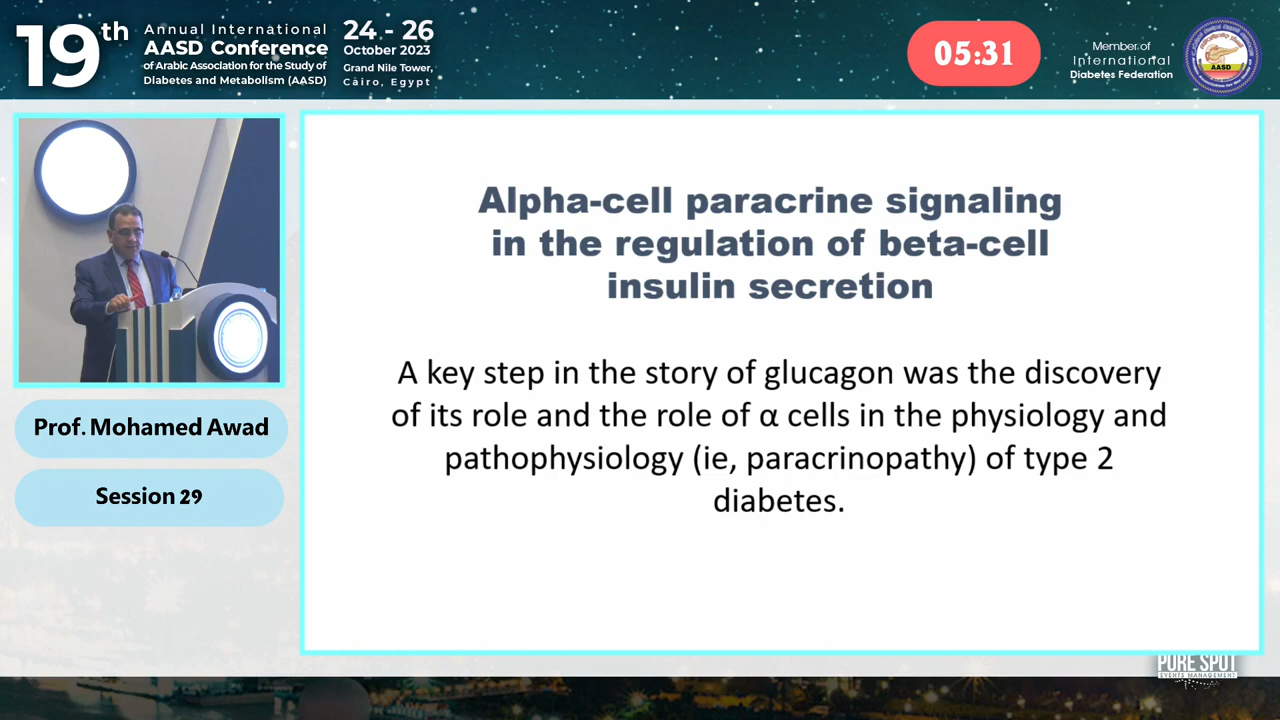 19th
Annual International
AASD Conference
of Arabic Association for the Study of
Diabetes and Metabolism (AASD)
24 - 26
October 2023
Grand Nile Tower,
Cairo, Egypt
05:31
Member of
International
Diabetes Federation
AASD
Alpha-cell paracrine signaling
in the regulation of beta-cell
insulin secretion
A key step in the story of glucagon was the discovery
of its role and the role of α cells in the physiology and
pathophysiology (ie, paracrinopathy) of type 2
diabetes.
Prof. Mohamed Awad
Session 29
PURE SPOT
EVENTS MANAGEMENT